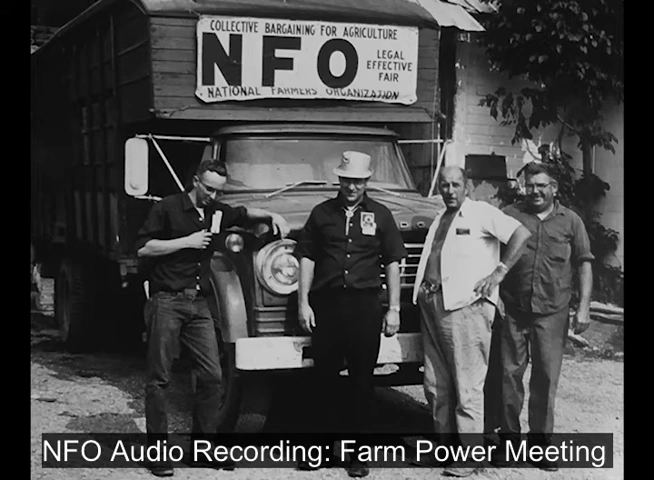 COLLECTIVE BARGAINING FOR AGRICULTURE
NFO
LEGAL
EFFECTIVE
FAIR
NATIONAL FARMERS ORGANIZATION
NFO Audio Recording: Farm Power Meeting